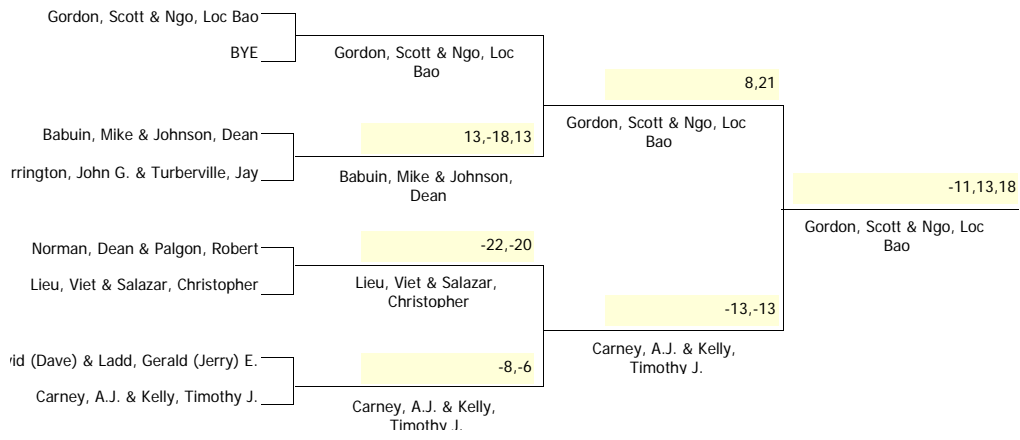 Gordon, Scott & Ngo, Loc Bao
BYE
Gordon, Scott & Ngo, Loc
Bao
8,21
Babuin, Mike & Johnson, Dean
13,-18,13
Gordon, Scott & Ngo, Loc
Bao
rrington, John G. & Turberville, Jay
Babuin, Mike & Johnson,
Dean
-11,13,18
Gordon, Scott & Ngo, Loc
Bao
Norman, Dean & Palgon, Robert
-22,-20
Lieu, Viet & Salazar, Christopher
Lieu, Viet & Salazar,
Christopher
-13,-13
Carney, A.J. & Kelly,
Timothy J.
vid (Dave) & Ladd, Gerald (Jerry) E.
-8,-6
Carney, A.J. & Kelly, Timothy J.
Carney, A.J. & Kelly,
Timothy J.